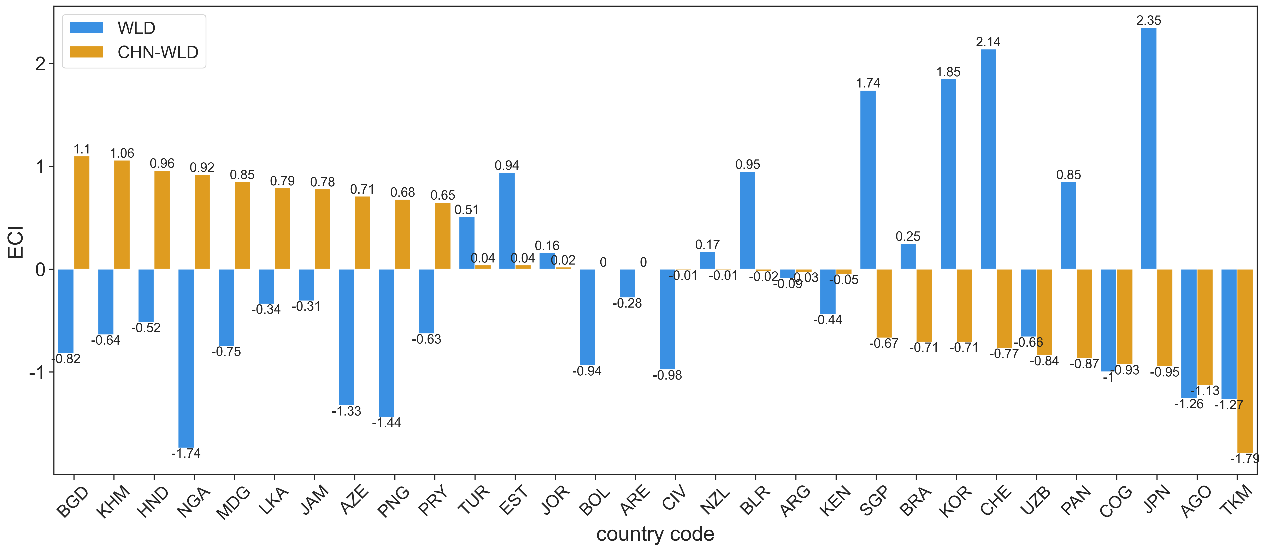 WLD
CHN-WLD
ECI
2
1
0
-1
1.1
1.06
0.96
0.92
0.85
0.79
0.78
0.71
0.68
0.65
0.51
0.04
0.94
0.04
0.16
0.02
0
0
-0.01
0.17
-0.01
0.95
-0.02
-0.09
-0.03
-0.05
1.74
0.25
1.85
2.14
0.85
2.35
-0.82
-0.64
-0.52
-1.74
-0.75
-0.34
-0.31
-1.33
-1.44
-0.63
-0.94
-0.28
-0.98
-0.44
-0.67
-0.71
-0.71
-0.77
-0.66
-0.84
-0.87
-1
-0.93
-0.95
-1.26
-1.13
-1.27
-1.79
BGD
KHM
HND
NGA
MDG
LKA
JAM
AZE
PNG
PRY
TUR
EST
JOR
BOL
ARE
CIV
NZL
BLR
ARG
KEN
SGP
BRA
KOR
CHE
UZB
PAN
COG
JPN
AGO
TKM
country code